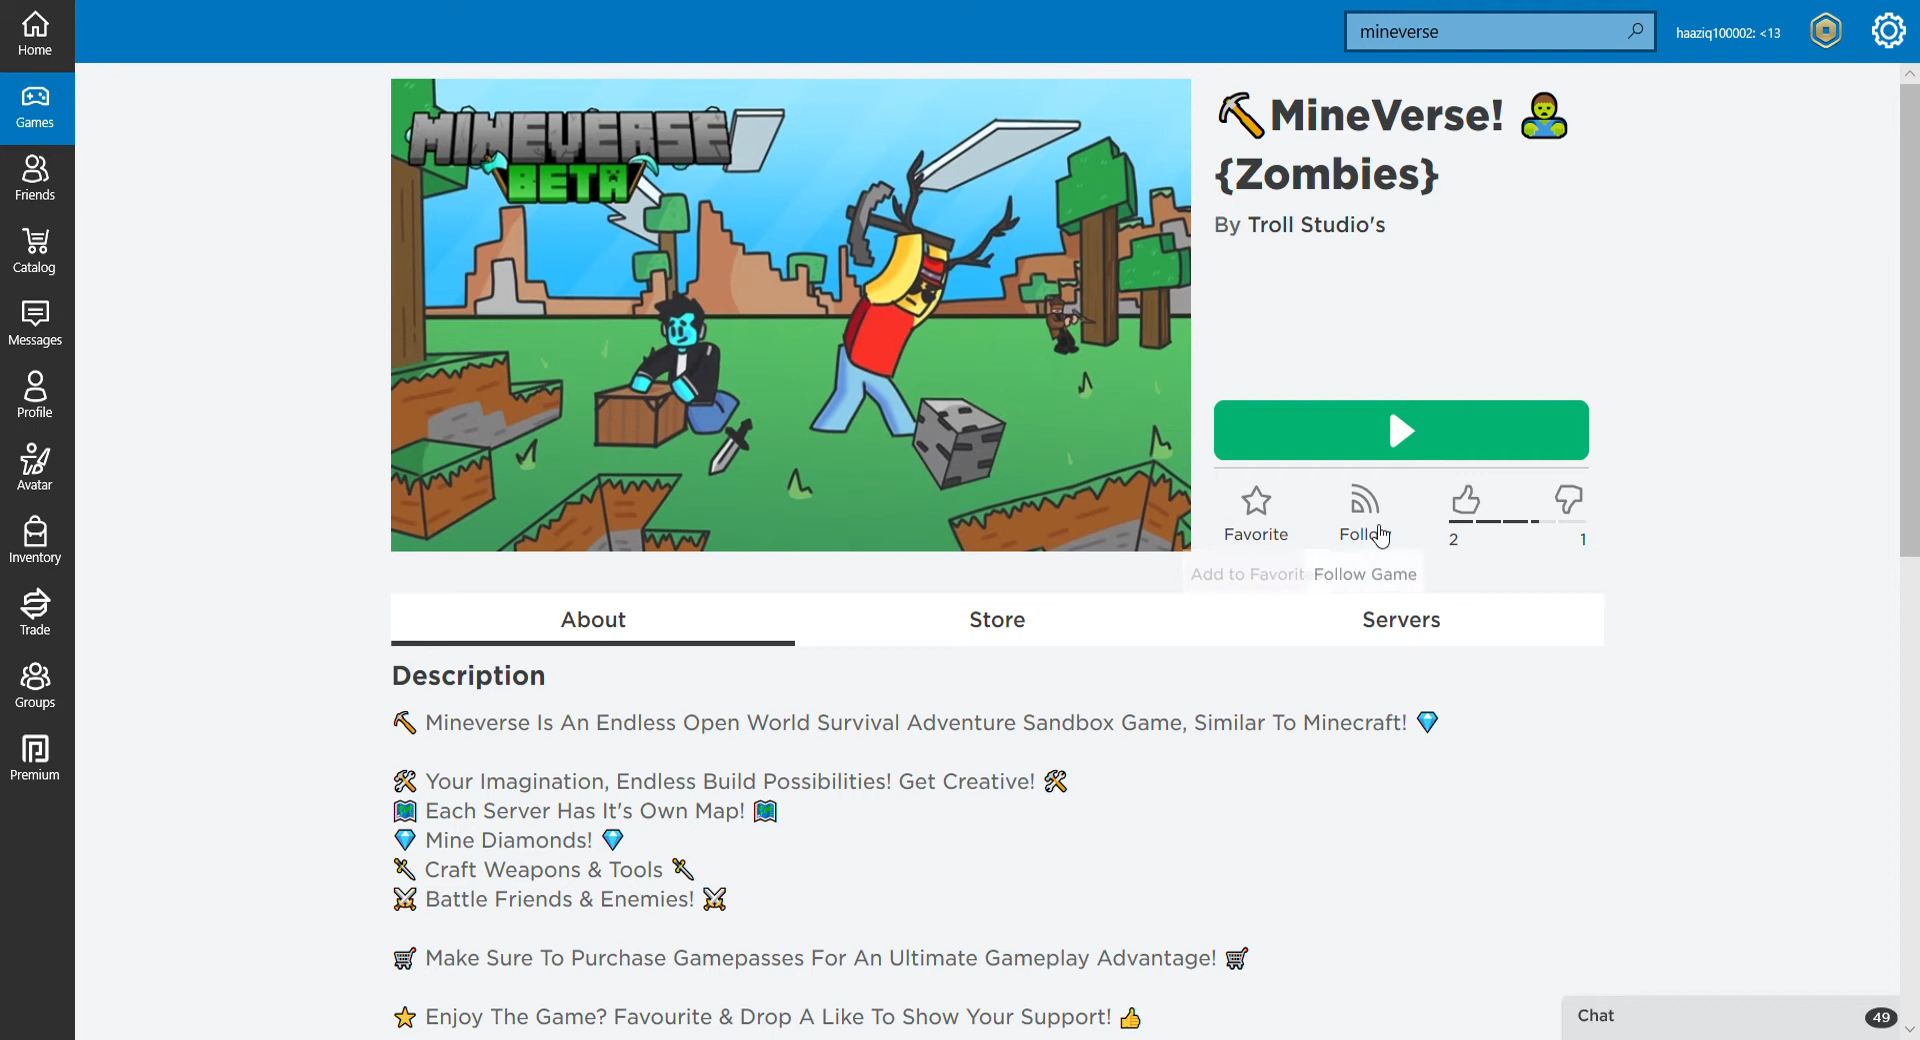 Home
Games
Friends
Catalog
Messages
Profile
Avatar
Inventory
Trade
Groups
Premium
mineverse
haaziq100002: <13
MINEVERSE
BETA
⛏️MineVerse! 🧟‍♂️
{Zombies}
By Troll Studio's
Favorite
2
1
Follow Game
About
Store
Servers
Description
⛏️ Mineverse Is An Endless Open World Survival Adventure Sandbox Game, Similar To Minecraft! 💎
🛠️ Your Imagination, Endless Build Possibilities! Get Creative! 🛠️
🗺️ Each Server Has It's Own Map! 🗺️
💎 Mine Diamonds! 💎
🗡️ Craft Weapons & Tools 🗡️
⚔️ Battle Friends & Enemies! ⚔️
🛒 Make Sure To Purchase Gamepasses For An Ultimate Gameplay Advantage! 🛒
⭐ Enjoy The Game? Favourite & Drop A Like To Show Your Support! 👍
Chat
49